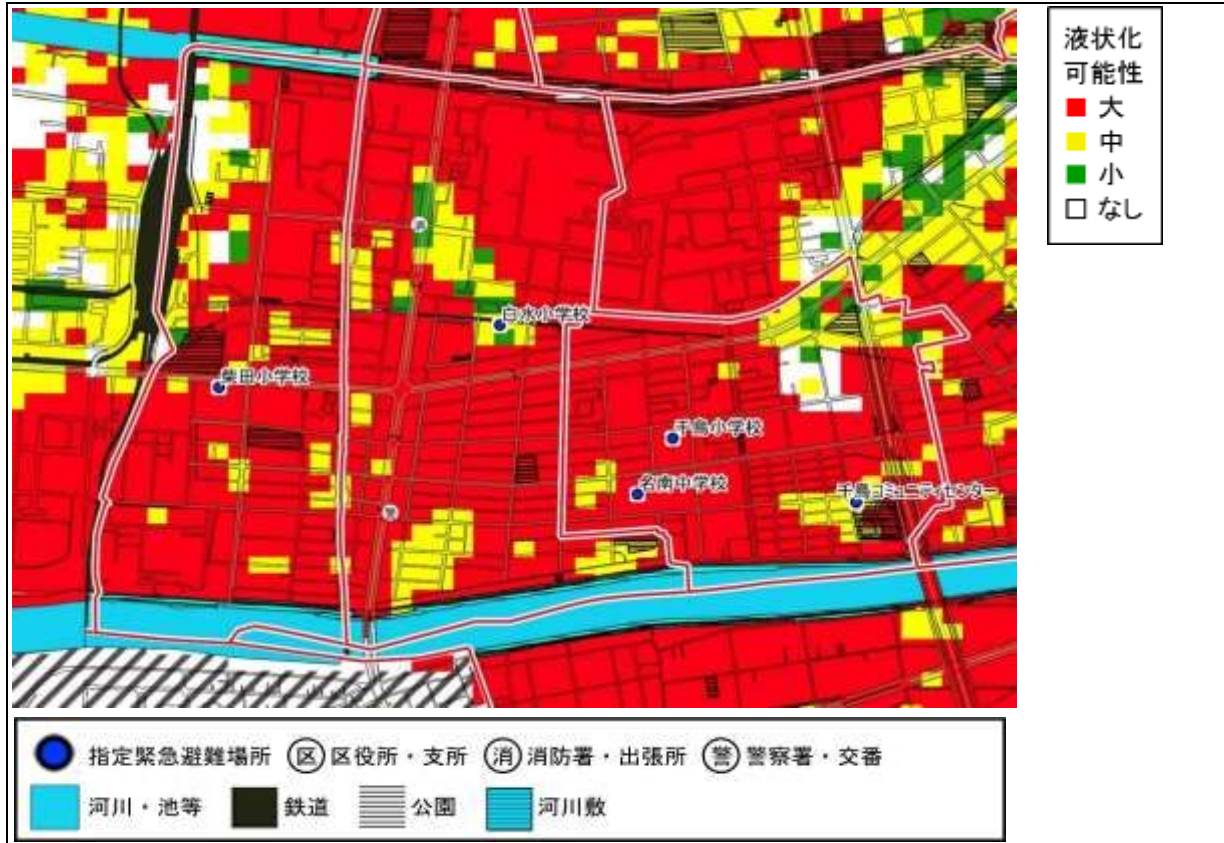 液状化
可能性
大
中
小
なし
消
白水小学校
柴田小学校
千鳥小学校
名南中学校
千鳥コミュニティセンター
警
指定緊急避難場所 区 区役所・支所 消 消防署・出張所 警 警察署・交番
河川・池等 鉄道 公園 河川敷